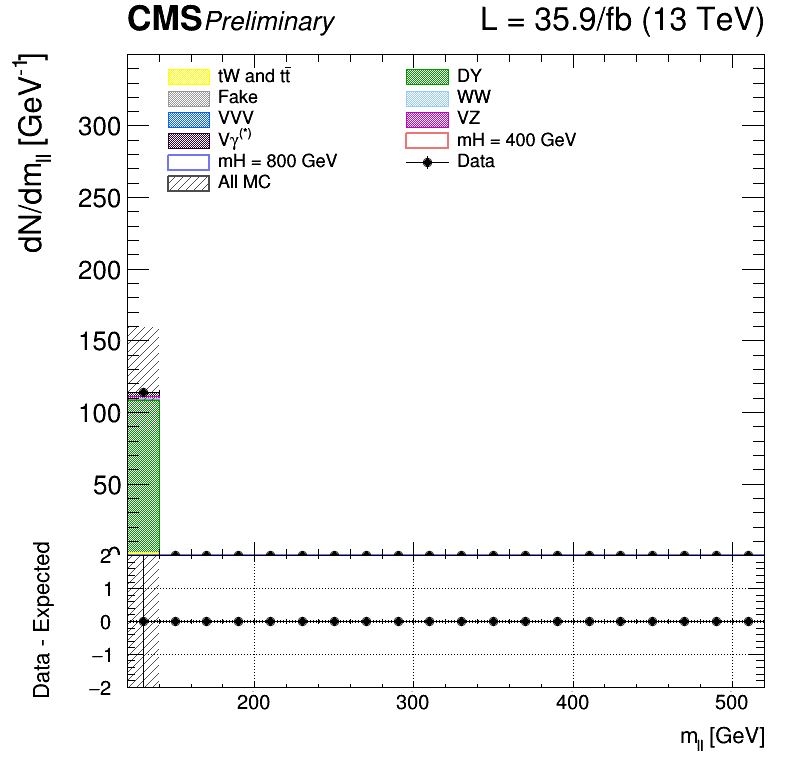 CMS Preliminary L = 35.9/fb (13 TeV)
dN/dm_ll [GeV^-1]
tW and tt̄ DY
Fake WW
VVV VZ
Vγ(*) mH = 400 GeV
mH = 800 GeV Data
All MC
300
250
200
150
100
50
Data - Expected
2
1
0
−1
−2
200 300 400 500
m_ll [GeV]